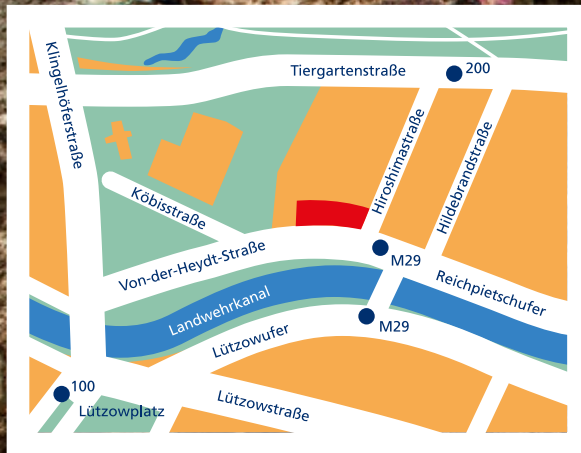 Klingelhöferstraße
Tiergartenstraße
200
Hiroshimastraße
Hildebrandstraße
Köbisstraße
Von-der-Heydt-Straße
M29
Reichpietschufer
Landwehrkanal
M29
Lützowufer
100
Lützowplatz
Lützowstraße